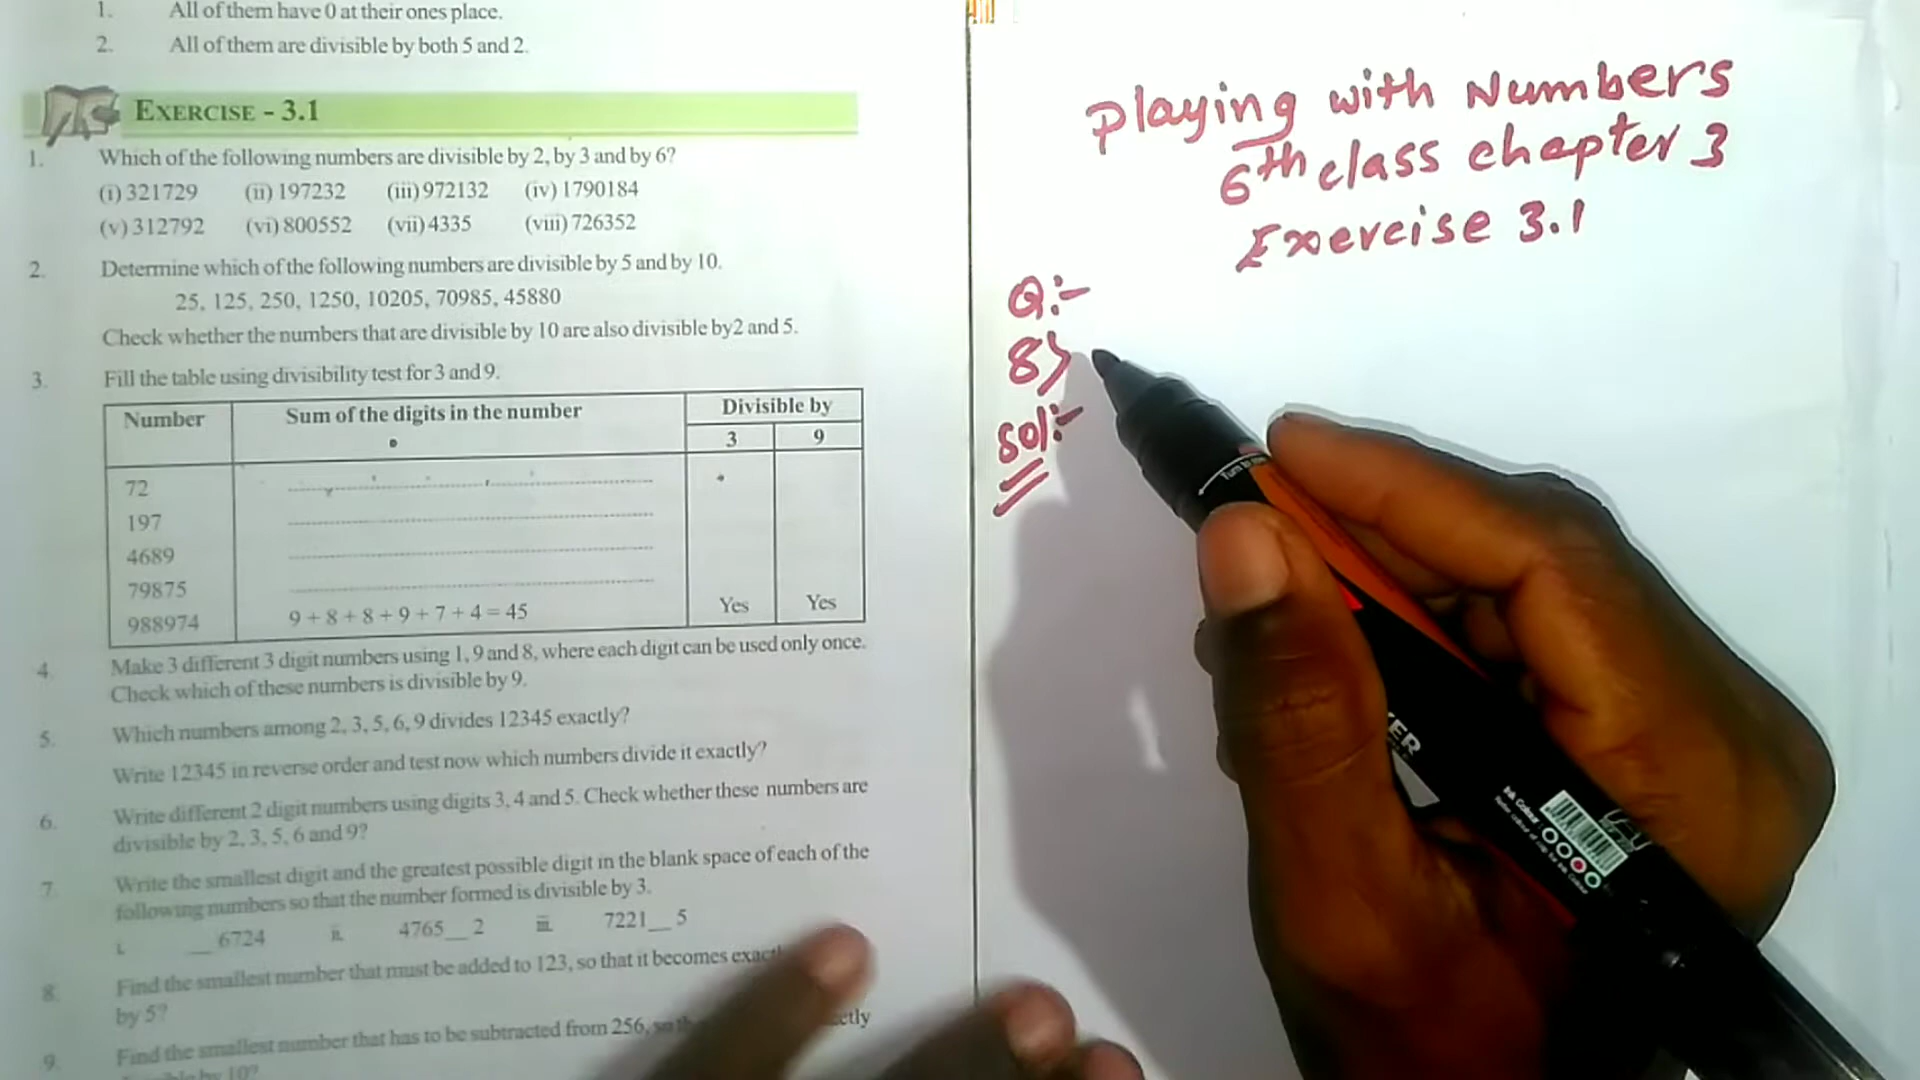 1. All of them have 0 at their ones place.
2. All of them are divisible by both 5 and 2.
EXERCISE - 3.1
1. Which of the following numbers are divisible by 2, by 3 and by 6?
(i) 321729 (ii) 197232 (iii) 972132 (iv) 1790184
(v) 312792 (vi) 800552 (vii) 4335 (viii) 726352
2. Determine which of the following numbers are divisible by 5 and by 10.
25, 125, 250, 1250, 10205, 70985, 45880
Check whether the numbers that are divisible by 10 are also divisible by2 and 5.
3. Fill the table using divisibility test for 3 and 9.
Number Sum of the digits in the number Divisible by
3 9
72
197
4689
79875
988974 9 + 8 + 8 + 9 + 7 + 4 = 45 Yes Yes
4. Make 3 different 3 digit numbers using 1, 9 and 8, where each digit can be used only once.
Check which of these numbers is divisible by 9.
5. Which numbers among 2, 3, 5, 6, 9 divides 12345 exactly?
Write 12345 in reverse order and test now which numbers divide it exactly?
6. Write different 2 digit numbers using digits 3, 4 and 5. Check whether these numbers are
divisible by 2, 3, 5, 6 and 9?
7. Write the smallest digit and the greatest possible digit in the blank space of each of the
following numbers so that the number formed is divisible by 3.
i. __ 6724 ii. 4765__ 2 iii. 7221__ 5
8. Find the smallest number that must be added to 123, so that it becomes
by 5?
9. Find the smallest number that has to be subtracted from 256,
by 10?
Playing with Numbers
6th class chapter 3
Exercise 3.1
Q:-
8)
Sol:-
Ink Colour: